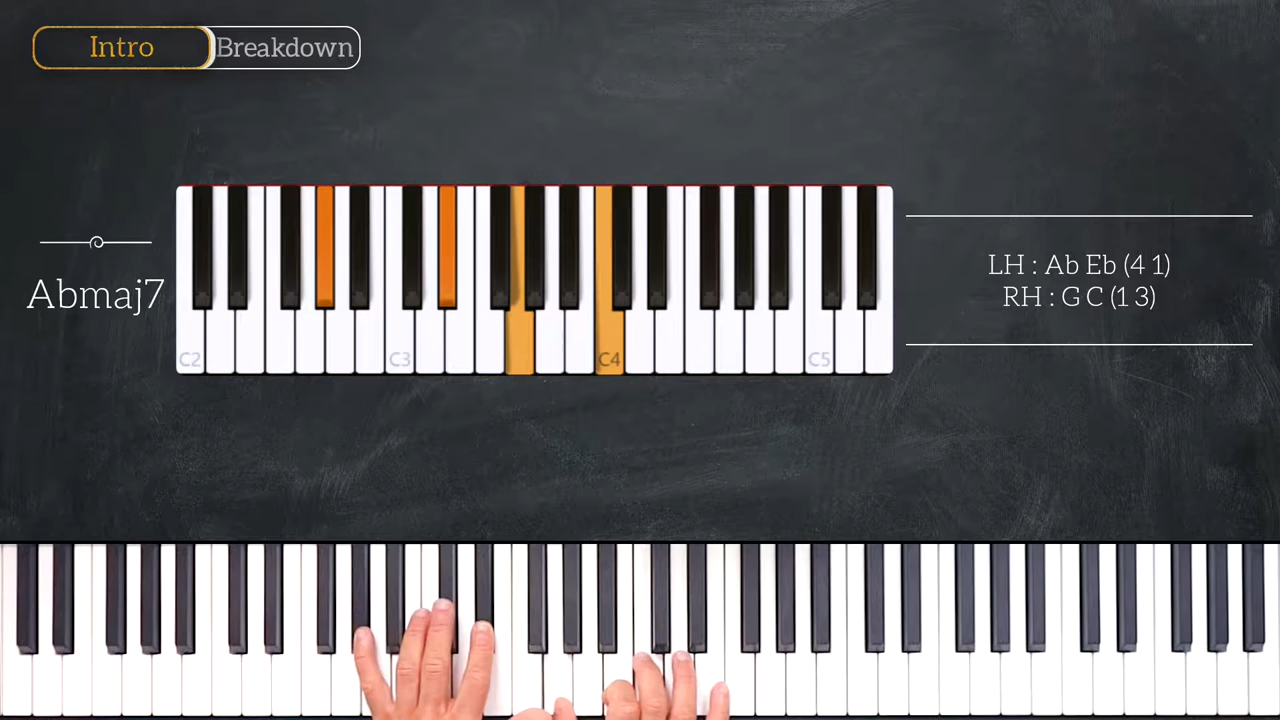 Intro Breakdown
Abmaj7
LH : Ab Eb (4 1)
RH : G C (1 3)
C2 C3 C4 C5